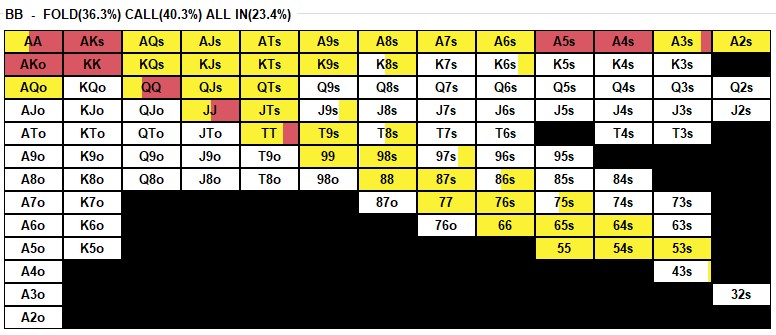 BB - FOLD(36.3%) CALL(40.3%) ALL IN(23.4%)
AA AKs AQs AJs ATs A9s A8s A7s A6s A5s A4s A3s A2s
AKo KK KQs KJs KTs K9s K8s K7s K6s K5s K4s K3s
AQo KQo QQ QJs QTs Q9s Q8s Q7s Q6s Q5s Q4s Q3s Q2s
AJo KJo QJo JJ JTs J9s J8s J7s J6s J5s J4s J3s J2s
ATo KTo QTo JTo TT T9s T8s T7s T6s T4s T3s
A9o K9o Q9o J9o T9o 99 98s 97s 96s 95s
A8o K8o Q8o J8o T8o 98o 88 87s 86s 85s 84s
A7o K7o 87o 77 76s 75s 74s 73s
A6o K6o 76o 66 65s 64s 63s
A5o K5o 55 54s 53s
A4o 43s
A3o 32s
A2o